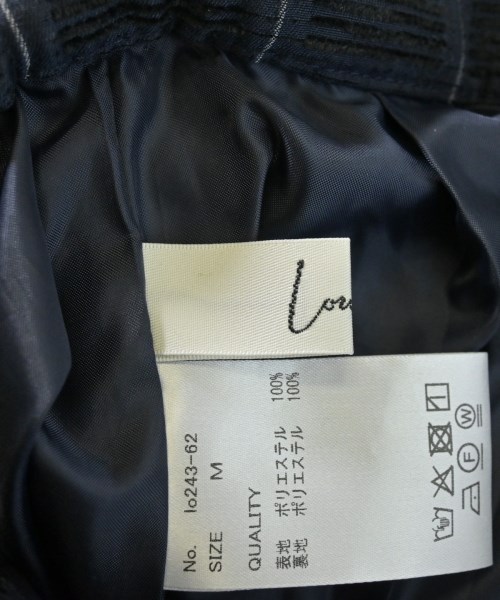 Lor
No. lo243-62
SIZE M
QUALITY
表地 ポリエステル 100%
裏地 ポリエステル 100%
F
W